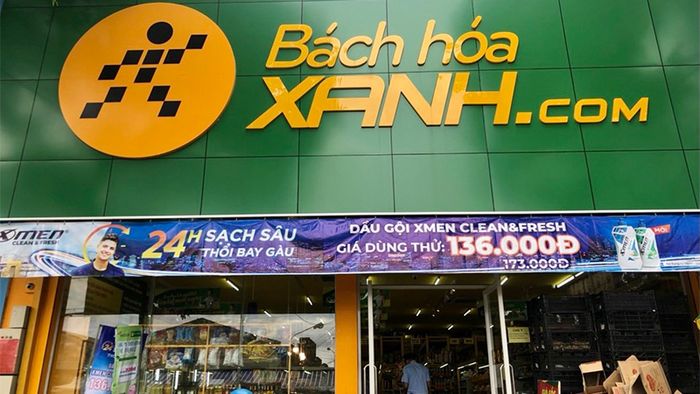 Bách hóa
XANH.COM
XMEN
CLEAN & FRESH
24H SẠCH SÂU
THỔI BAY GÀU
DẦU GỘI XMEN CLEAN&FRESH
GIÁ DÙNG THỬ: 136.000Đ
173.000Đ
MỚI